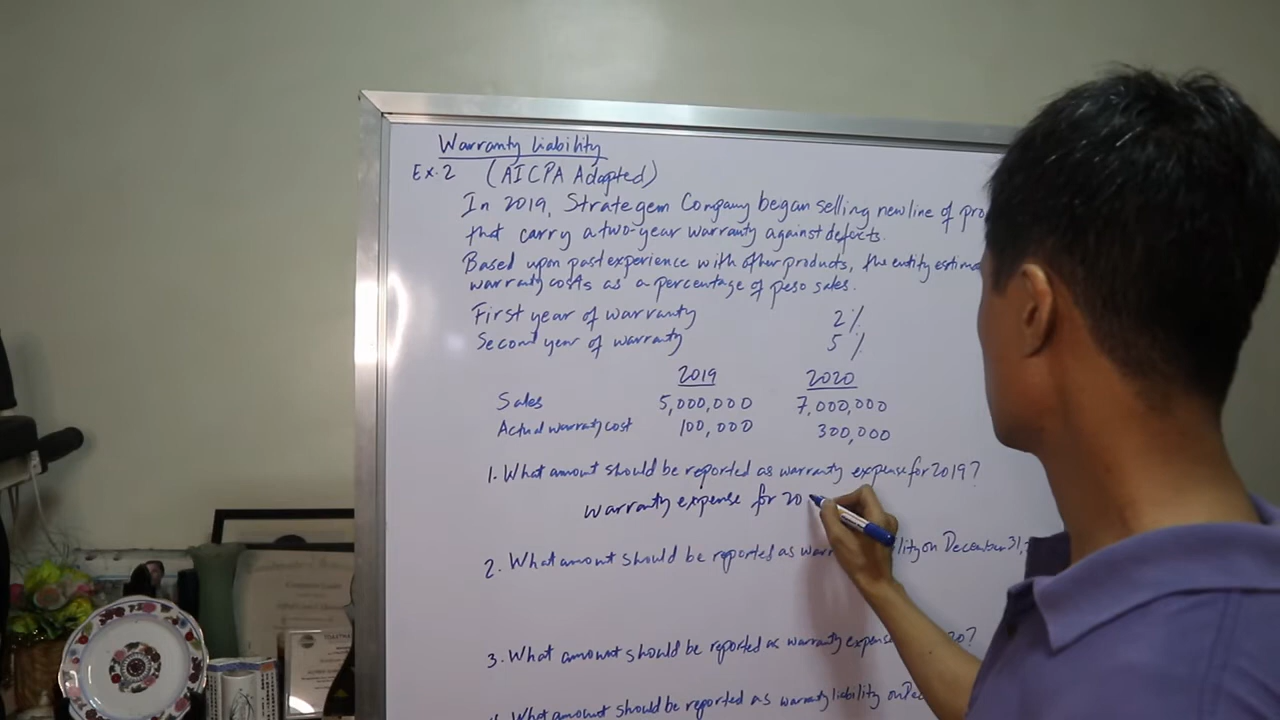 Warranty liability
Ex. 2 (AICPA Adapted)
In 2019, Strategem Company began selling new line of
that carry a two-year warranty against defects.
Based upon past experience with other products, the entity
warranty costs as a percentage of peso sales.
First year of warranty 2%
Second year of warranty 5%
2019 2020
Sales 5,000,000 7,000,000
Actual warranty cost 100,000 300,000
1. What amount should be reported as warranty expense for 2019?
Warranty expense for 20
2. What amount should be reported as on December 31,
3. What amount should be reported as warranty
What amount should be reported as warranty liability on